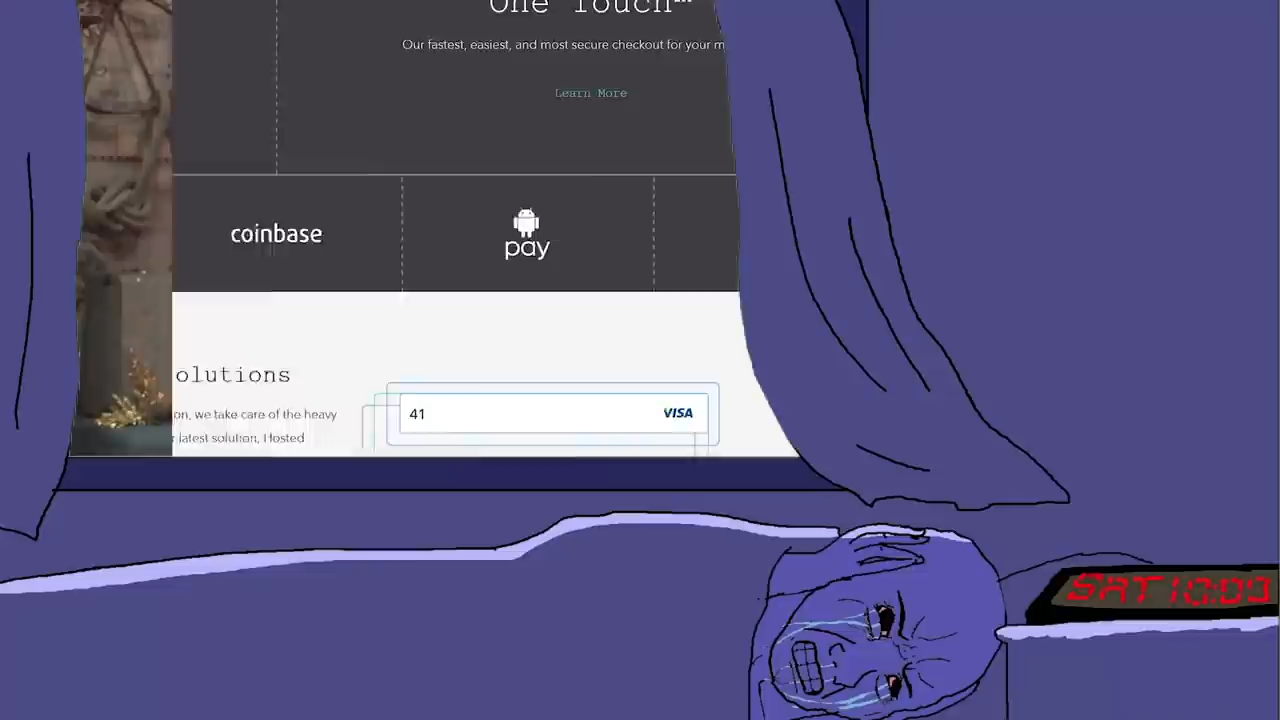 One Touch™
Our fastest, easiest, and most secure checkout for your m
Learn More
coinbase
pay
olutions
41 VISA
on, we take care of the heavy
r latest solution, Hosted
SAT 10:09